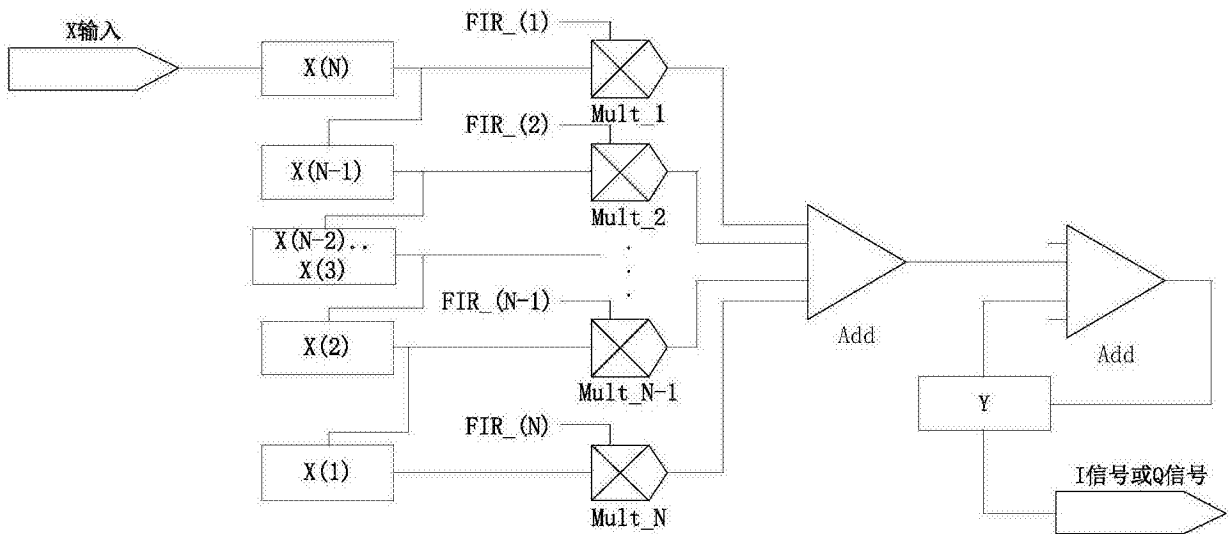 X输入
FIR_(1)
X(N)
Mult_1
FIR_(2)
X(N-1)
Mult_2
X(N-2)..
X(3)
FIR_(N-1)
X(2)
Mult_N-1
Add
Add
Y
FIR_(N)
X(1)
Mult_N
I信号或Q信号